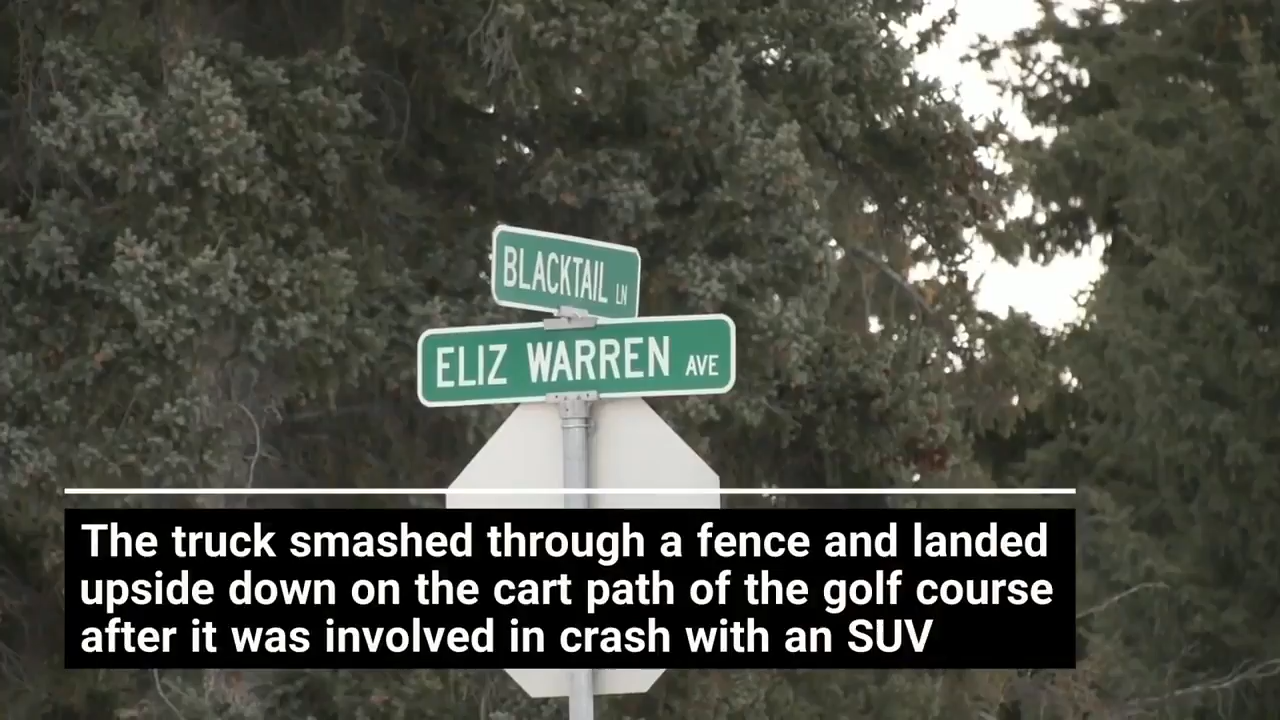 BLACKTAIL LN
ELIZ WARREN AVE
The truck smashed through a fence and landed
upside down on the cart path of the golf course
after it was involved in crash with an SUV